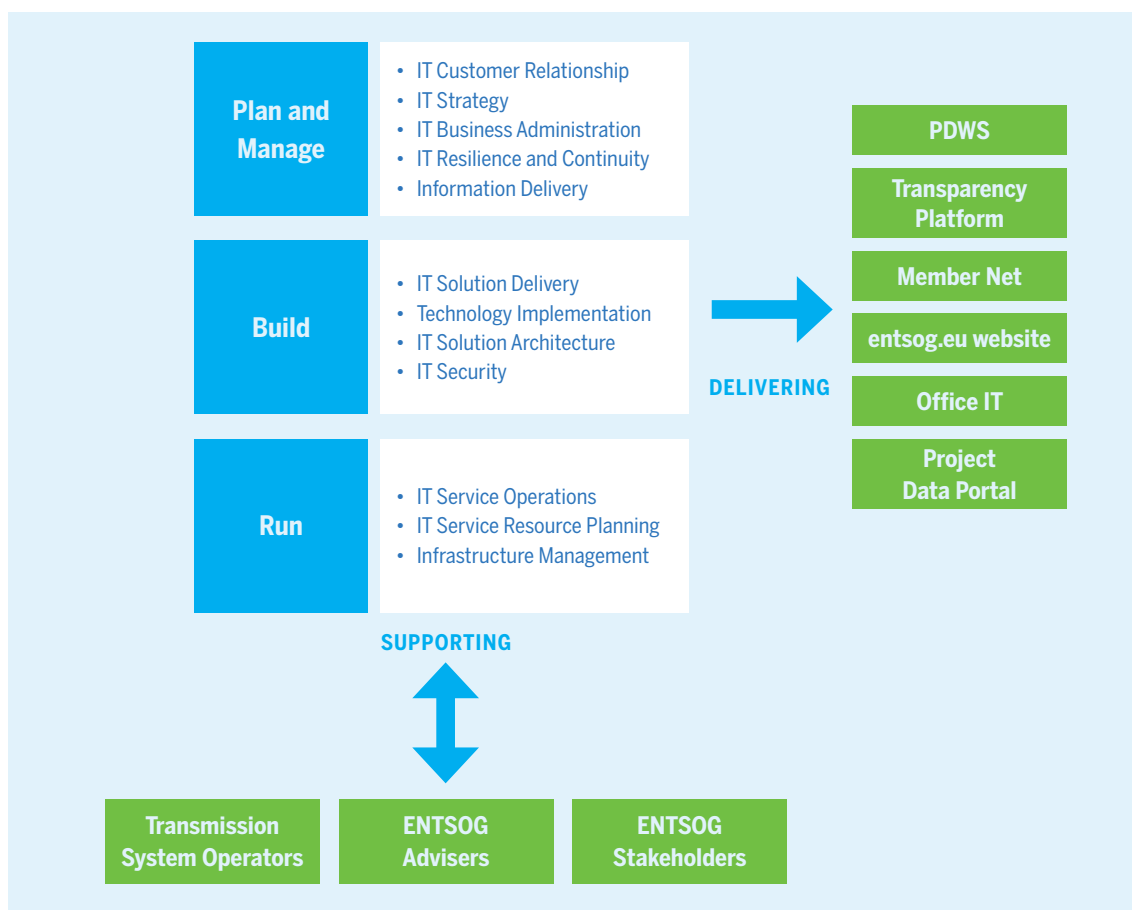 Plan and
Manage
• IT Customer Relationship
• IT Strategy
• IT Business Administration
• IT Resilience and Continuity
• Information Delivery
Build
• IT Solution Delivery
• Technology Implementation
• IT Solution Architecture
• IT Security
Run
• IT Service Operations
• IT Service Resource Planning
• Infrastructure Management
DELIVERING
PDWS
Transparency
Platform
Member Net
entsog.eu website
Office IT
Project
Data Portal
SUPPORTING
Transmission
System Operators
ENTSOG
Advisers
ENTSOG
Stakeholders